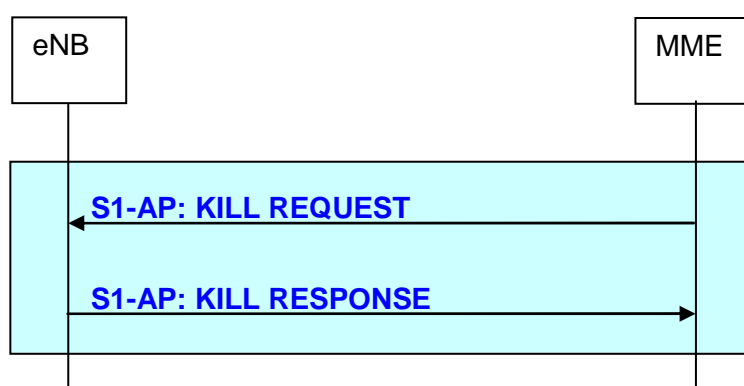 eNB
MME
S1-AP: KILL REQUEST
S1-AP: KILL RESPONSE